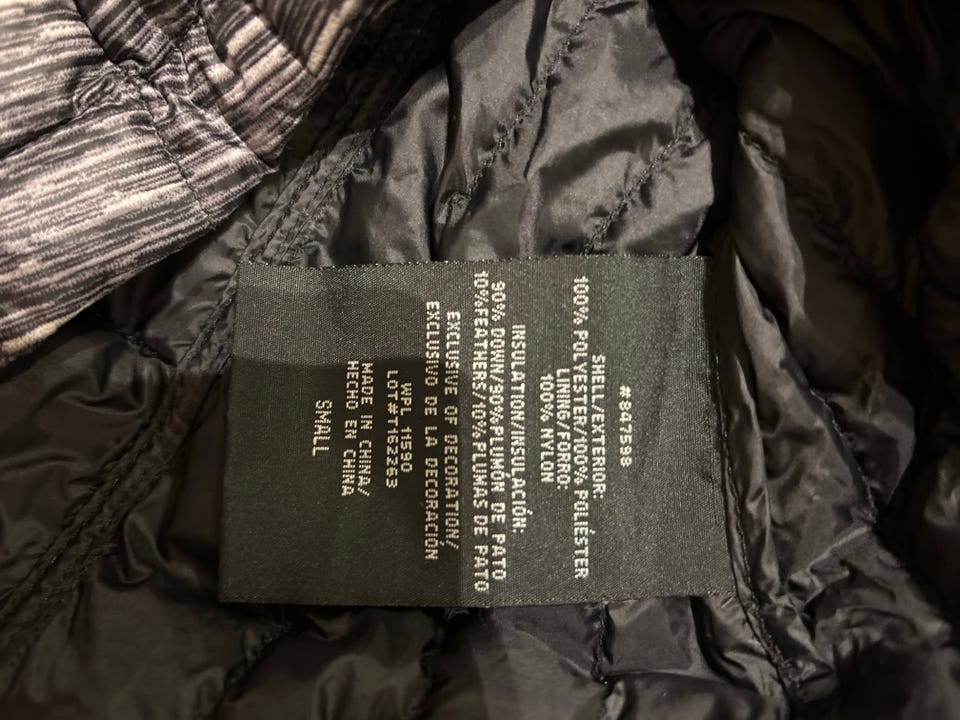 #847598
SHELL/EXTERIOR:
100% POLYESTER/100% POLIÉSTER
LINING/FORRO:
100% NYLON
INSULATION/INSULACIÓN:
90% DOWN/90%PLUMÓN DE PATO
10%FEATHERS/10% PLUMAS DE PATO
EXCLUSIVE OF DECORATION/
EXCLUSIVO DE LA DECORACIÓN
WPL 11590
LOT#T162263
MADE IN CHINA/
HECHO EN CHINA
SMALL